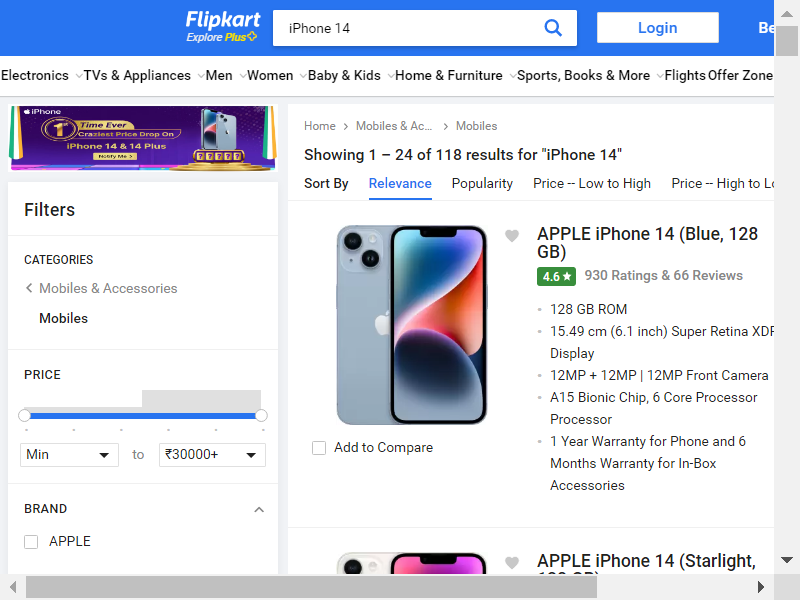 Flipkart
Explore Plus
iPhone 14
Login
Be
Electronics
TVs & Appliances
Men
Women
Baby & Kids
Home & Furniture
Sports, Books & More
Flights
Offer Zone
iPhone
1st Time Ever
Craziest Price Drop On
iPhone 14 & 14 Plus
Notify Me >
Filters
CATEGORIES
Mobiles & Accessories
Mobiles
PRICE
Min
to
₹30000+
BRAND
APPLE
Home
Mobiles & Ac...
Mobiles
Showing 1 – 24 of 118 results for "iPhone 14"
Sort By
Relevance
Popularity
Price -- Low to High
Price -- High to Lo
APPLE iPhone 14 (Blue, 128
GB)
4.6
930 Ratings & 66 Reviews
128 GB ROM
15.49 cm (6.1 inch) Super Retina XDR
Display
12MP + 12MP | 12MP Front Camera
A15 Bionic Chip, 6 Core Processor
Processor
1 Year Warranty for Phone and 6
Months Warranty for In-Box
Accessories
Add to Compare
APPLE iPhone 14 (Starlight,